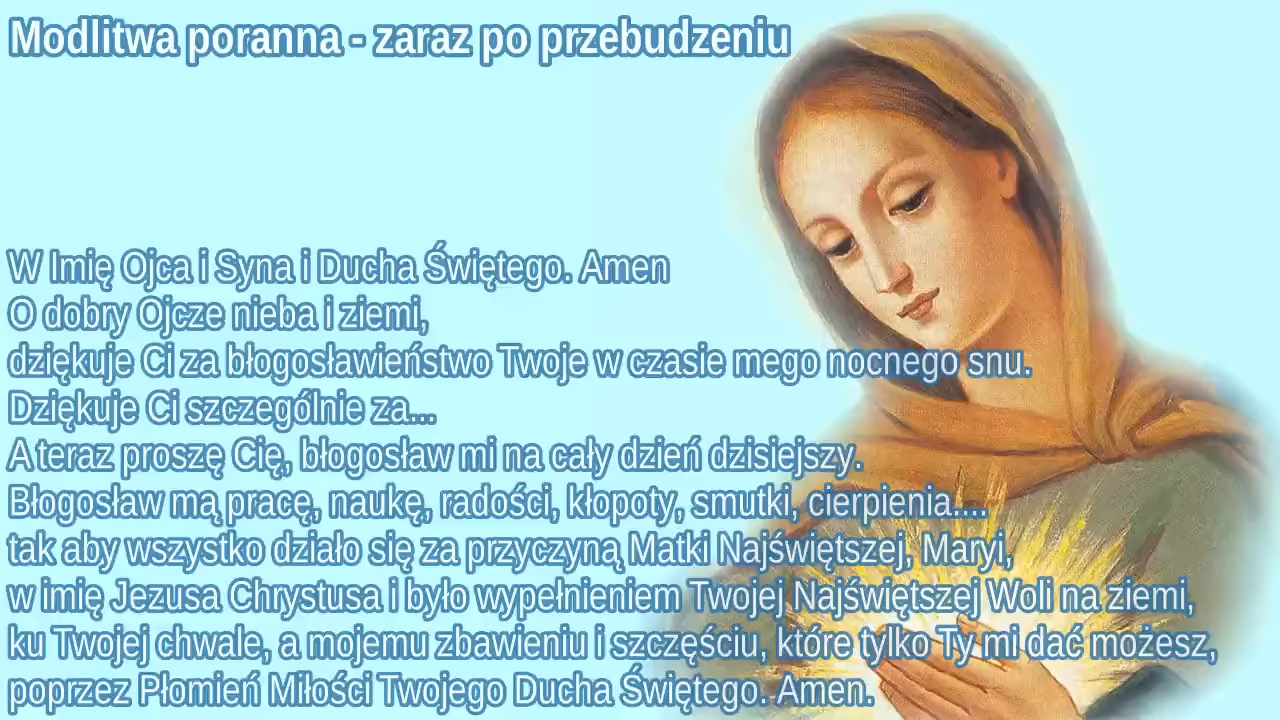 Modlitwa poranna - zaraz po przebudzeniu
W Imię Ojca i Syna i Ducha Świętego. Amen
O dobry Ojcze nieba i ziemi,
dziękuje Ci za błogosławieństwo Twoje w czasie mego nocnego snu.
Dziękuje Ci szczególnie za...
A teraz proszę Cię, błogosław mi na cały dzień dzisiejszy.
Błogosław mą pracę, naukę, radości, kłopoty, smutki, cierpienia....
tak aby wszystko działo się za przyczyną Matki Najświętszej, Maryi,
w imię Jezusa Chrystusa i było wypełnieniem Twojej Najświętszej Woli na ziemi,
ku Twojej chwale, a mojemu zbawieniu i szczęściu, które tylko Ty mi dać możesz,
poprzez Płomień Miłości Twojego Ducha Świętego. Amen.